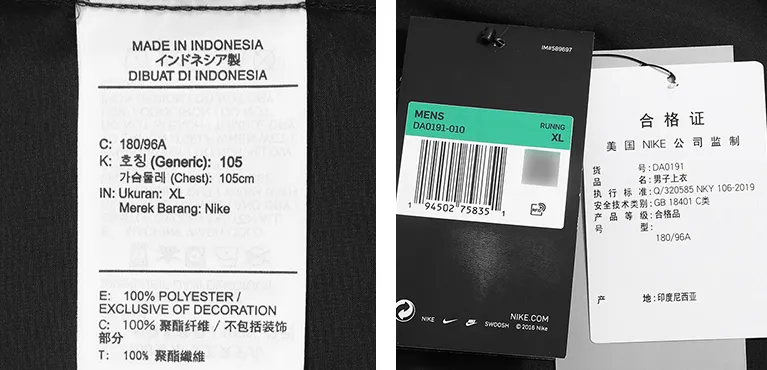 MADE IN INDONESIA
インドネシア製
DIBUAT DI INDONESIA
C: 180/96A
K: 호칭 (Generic): 105
가슴둘레 (Chest): 105cm
IN: Ukuran: XL
Merek Barang: Nike
E: 100% POLYESTER /
EXCLUSIVE OF DECORATION
C: 100% 聚酯纤维 / 不包括装饰
部分
T: 100% 聚酯纖維
IM#589697
MENS
DA0191-010
RUNNG
XL
1 94502 75835 1
RFID
NIKE
SWOOSH
NIKE.COM
© 2018 Nike
合格证
美国 NIKE 公司监制
货号:DA0191
品名:男子上衣
执行标准:Q/320585 NKY 106-2019
安全技术类别:GB 18401 C类
产品等级:合格品
号型:
180/96A
产地:印度尼西亚